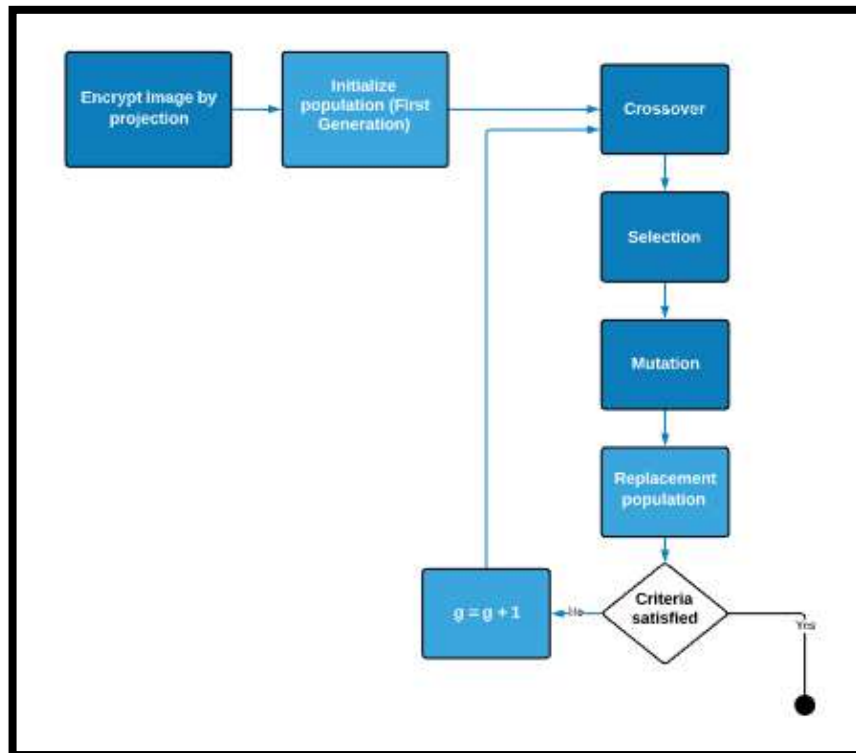 Encrypt image by
projection
Initialize
population (First
Generation)
Crossover
Selection
Mutation
Replacement
population
Criteria
satisfied
No
g = g + 1
Yes